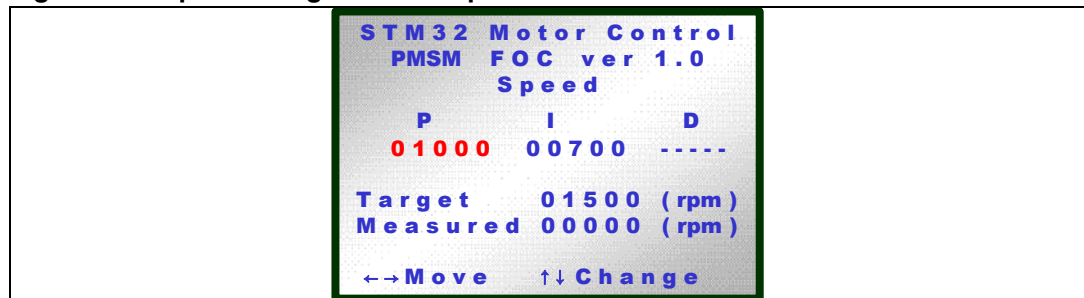 STM32 Motor Control
PMSM FOC ver 1.0
Speed
P I D
01000 00700 -----
Target 01500 (rpm)
Measured 00000 (rpm)
←→Move ↑↓Change